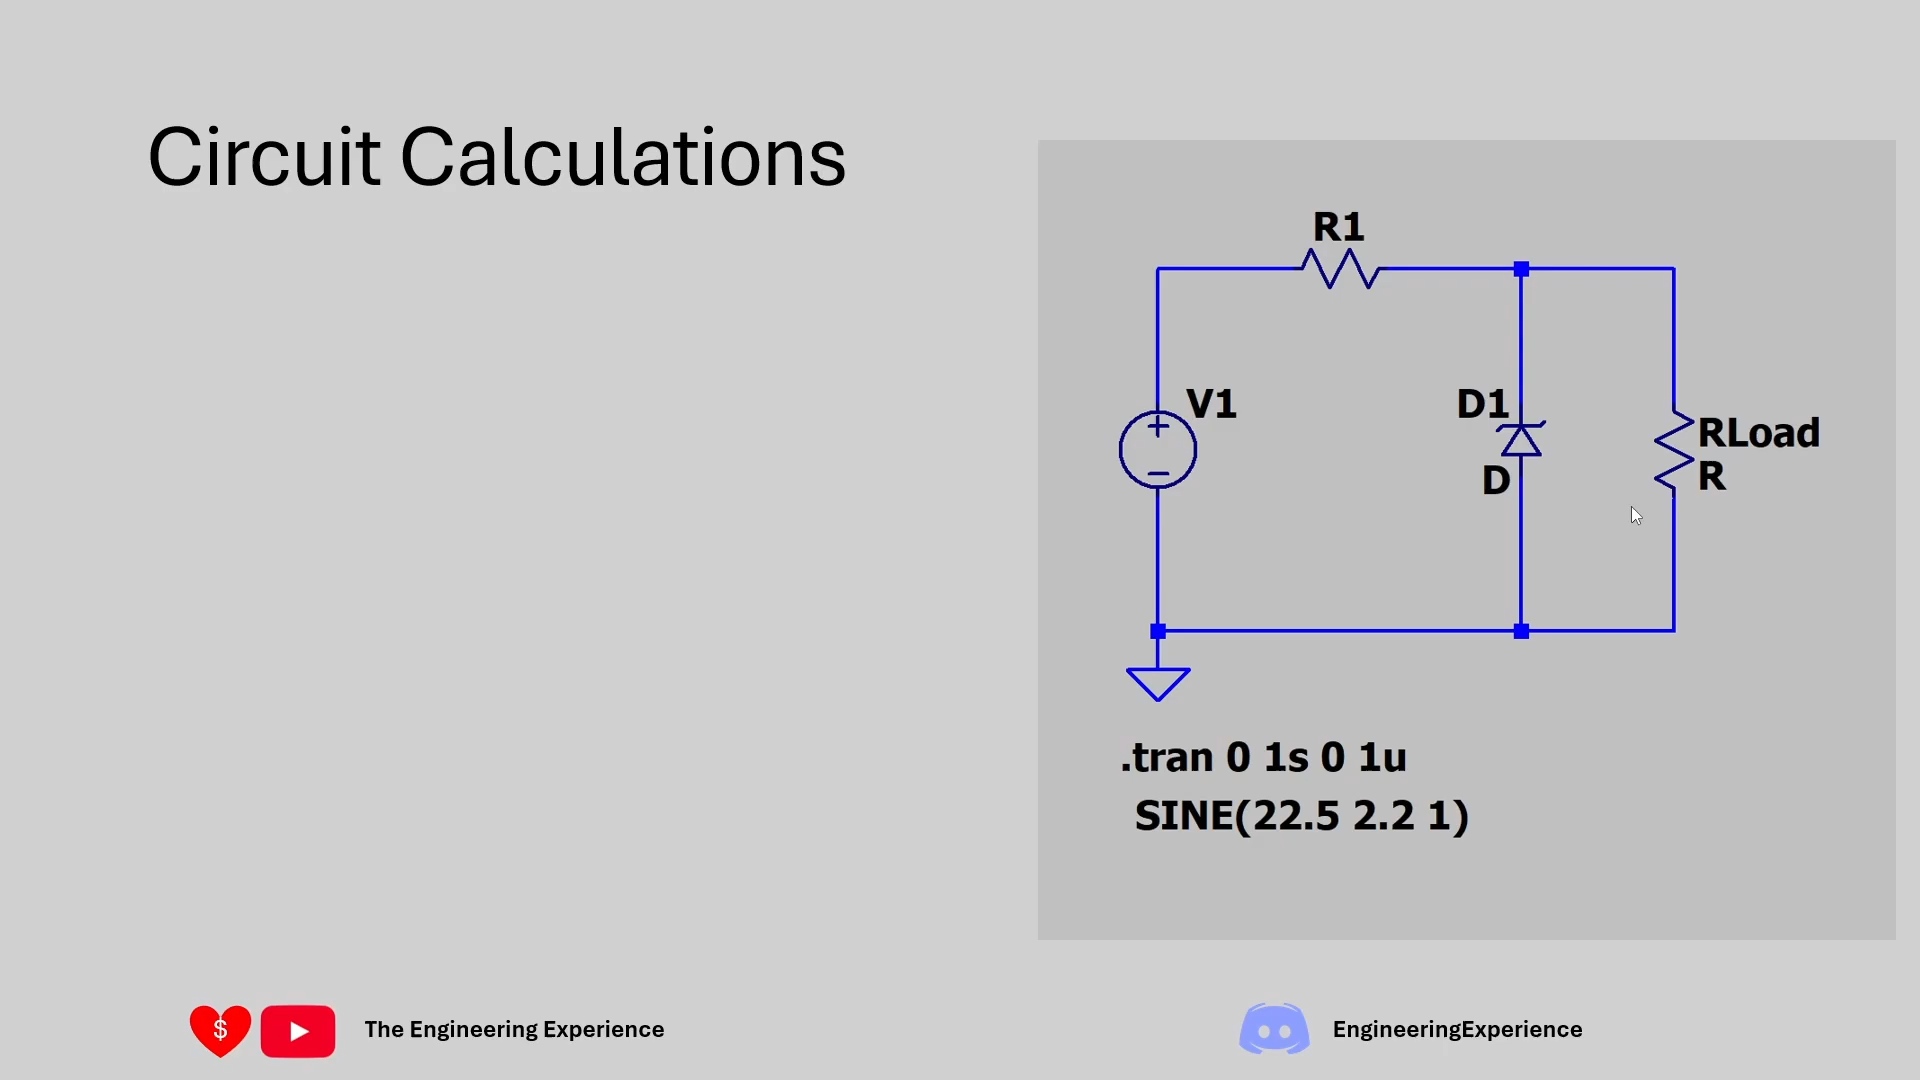 Circuit Calculations
R1
V1
D1
D
RLoad
R
.tran 0 1s 0 1u
SINE(22.5 2.2 1)
$
The Engineering Experience
EngineeringExperience